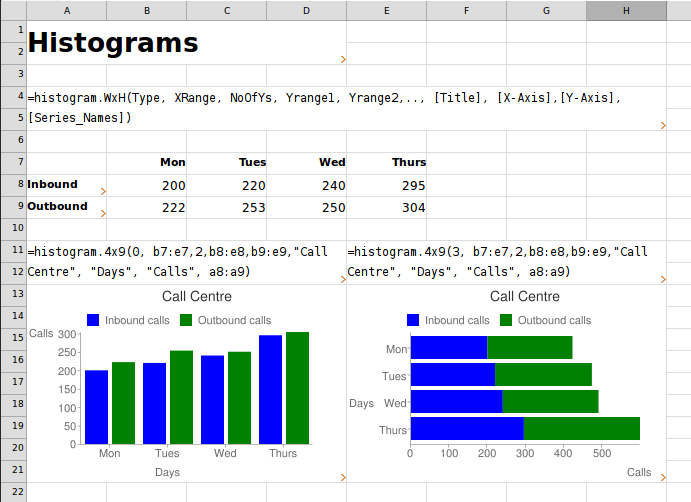 A B C D E F G H
1
2 Histograms
3
4 =histogram.WxH(Type, XRange, NoOfYs, Yrange1, Yrange2,.., [Title], [X-Axis],[Y-Axis],
5 [Series_Names])
6
7 Mon Tues Wed Thurs
8 Inbound 200 220 240 295
9 Outbound 222 253 250 304
10
11 =histogram.4x9(0, b7:e7,2,b8:e8,b9:e9,"Call =histogram.4x9(3, b7:e7,2,b8:e8,b9:e9,"Call
12 Centre", "Days", "Calls", a8:a9) Centre", "Days", "Calls", a8:a9)
13 Call Centre Call Centre
14 Inbound calls Outbound calls Inbound calls Outbound calls
15 Calls 300 Mon
16 250
200 Tues
17 150
18 100 Days Wed
19 50 Thurs
20 0 Mon Tues Wed Thurs 0 100 200 300 400 500
21 Days Calls
22